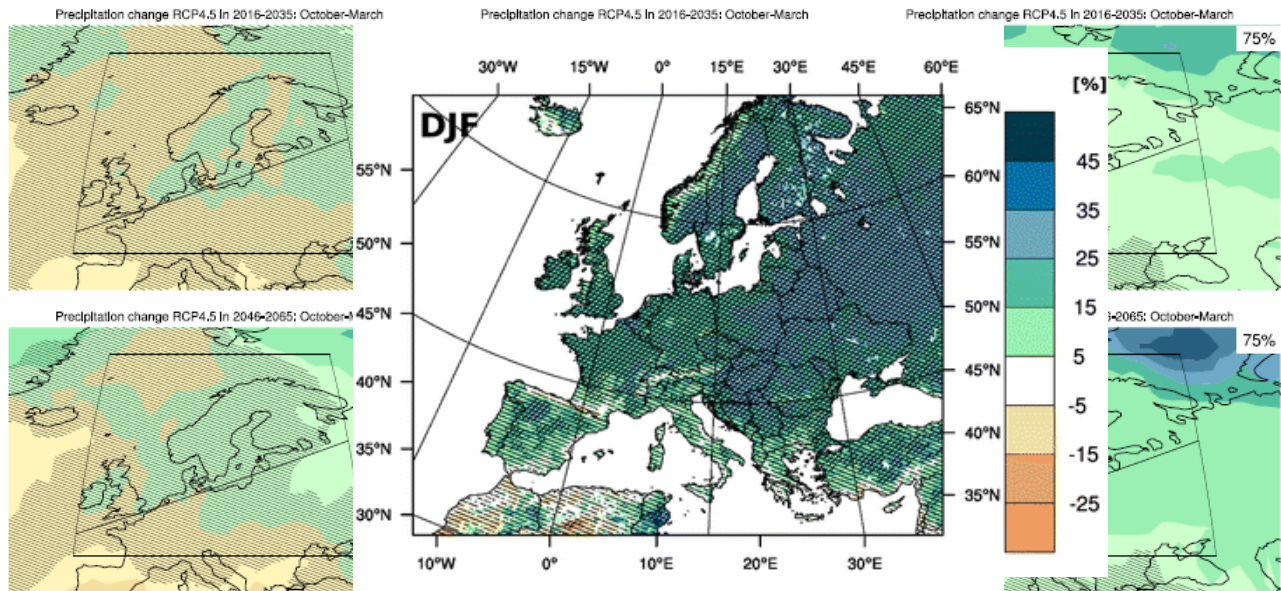 Precipitation change RCP4.5 in 2016-2035: October-March
Precipitation change RCP4.5 in 2016-2035: October-March
Precipitation change RCP4.5 in 2016-2035: October-March
75%
30°W 15°W 0° 15°E 30°E 45°E 60°E
[%]
DJF
65°N
55°N
60°N
45
50°N
55°N
35
45°N
50°N
25
15
Precipitation change RCP4.5 in 2046-2065: October-M
-2065: October-March
75%
5
40°N
45°N
-5
35°N
40°N
-15
30°N
35°N
-25
10°W 0° 10°E 20°E 30°E